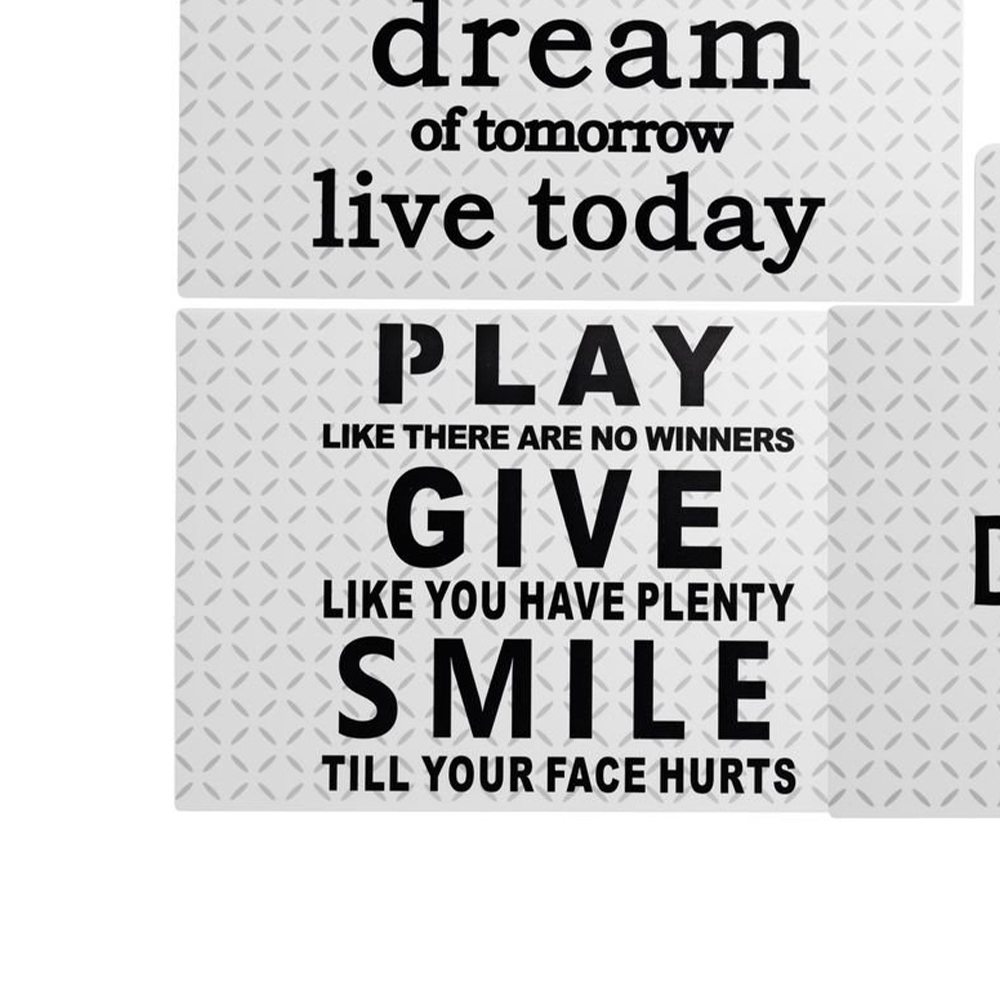 dream
of tomorrow
live today
PLAY
LIKE THERE ARE NO WINNERS
GIVE
LIKE YOU HAVE PLENTY
SMILE
TILL YOUR FACE HURTS